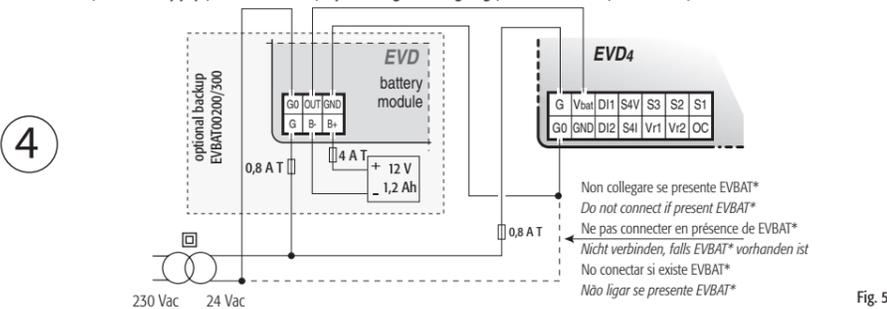 4
optional backup
EVBAT00200/300
EVD
battery
module
G0 OUT GND
G B- B+
0,8 A T
4 A T
+ 12 V
- 1,2 Ah
230 Vac
24 Vac
EVD4
G Vbat DI1 S4V S3 S2 S1
G0 GND DI2 S4I Vr1 Vr2 OC
0,8 A T
Non collegare se presente EVBAT*
Do not connect if present EVBAT*
Ne pas connecter en présence de EVBAT*
Nicht verbinden, falls EVBAT* vorhanden ist
No conectar si existe EVBAT*
Não ligar se presente EVBAT*
Fig. 5